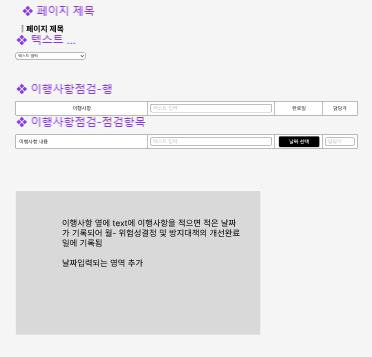 ❖ 페이지 제목
페이지 제목
❖ 텍스트 ...
텍스트 입력
❖ 이행사항점검-행
이행사항 텍스트 입력 완료일 담당가
❖ 이행사항점검-점검항목
이행사항 내용 텍스트 입력 날짜 선택 담당자
이행사항 옆에 text에 이행사항을 적으면 적은 날짜
가 기록되어 월- 위험성결정 및 방지대책의 개선완료
일에 기록됨
날짜입력되는 영역 추가